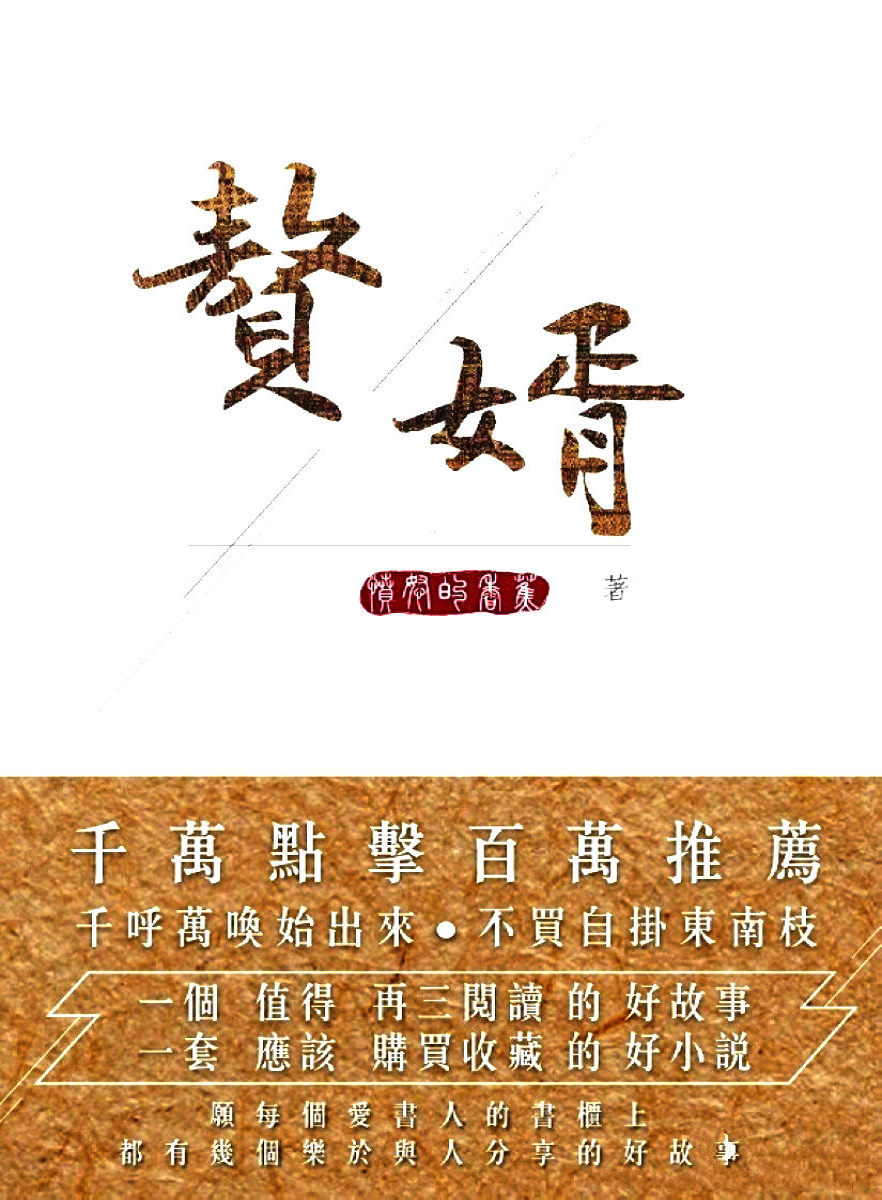 贅婿
憤怒的香蕉 著
千萬點擊百萬推薦
千呼萬喚始出來●不買自掛東南枝
一個 值得 再三閱讀 的 好故事
一套 應該 購買收藏 的 好小說
願每個愛書人的書櫃上
都有幾個樂於與人分享的好故事